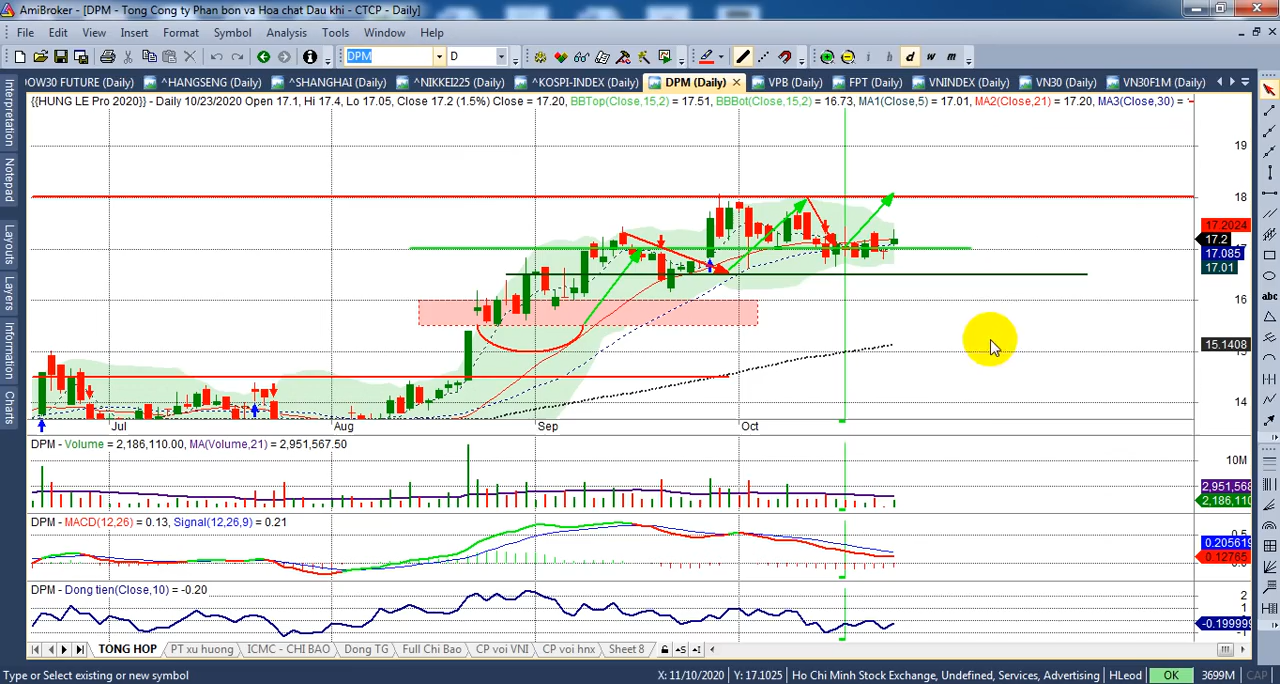 AmiBroker - [DPM - Tong Cong ty Phan bon va Hoa chat Dau khi - CTCP - Daily]
File Edit View Insert Format Symbol Analysis Tools Window Help
DPM D i h d w m
OW30 FUTURE (Daily) ^HANGSENG (Daily) ^SHANGHAI (Daily) ^NIKKEI225 (Daily) ^KOSPI-INDEX (Daily) DPM (Daily) VPB (Daily) FPT (Daily) VNINDEX (Daily) VN30 (Daily) VN30F1M (Daily)
{{HUNG LE Pro 2020}} - Daily 10/23/2020 Open 17.1, Hi 17.4, Lo 17.05, Close 17.2 (1.5%) Close = 17.20, BBTop(Close,15,2) = 17.51, BBBot(Close,15,2) = 16.73, MA1(Close,5) = 17.01, MA2(Close,21) = 17.20, MA3(Close,30) =
Interpretation
Notepad
Layouts
Layers
Information
Charts
abc
19
18
17.2024
17.2
17.085
17.01
16
15.1408
14
Jul Aug Sep Oct
DPM - Volume = 2,186,110.00, MA(Volume,21) = 2,951,567.50
10M
2,951,568
2,186,110
DPM - MACD(12,26) = 0.13, Signal(12,26,9) = 0.21
0.205619
0.12765
DPM - Dong tien(Close,10) = -0.20
2
1
-0.199999
TONG HOP PT xu huong ICMC - CHI BAO Dong TG Full Chi Bao CP voi VNI CP voi hnx Sheet 8
Type or Select existing or new symbol X: 11/10/2020 Y: 17.1025 Ho Chi Minh Stock Exchange, Undefined, Services, Advertising HLeod OK 3699M CAP